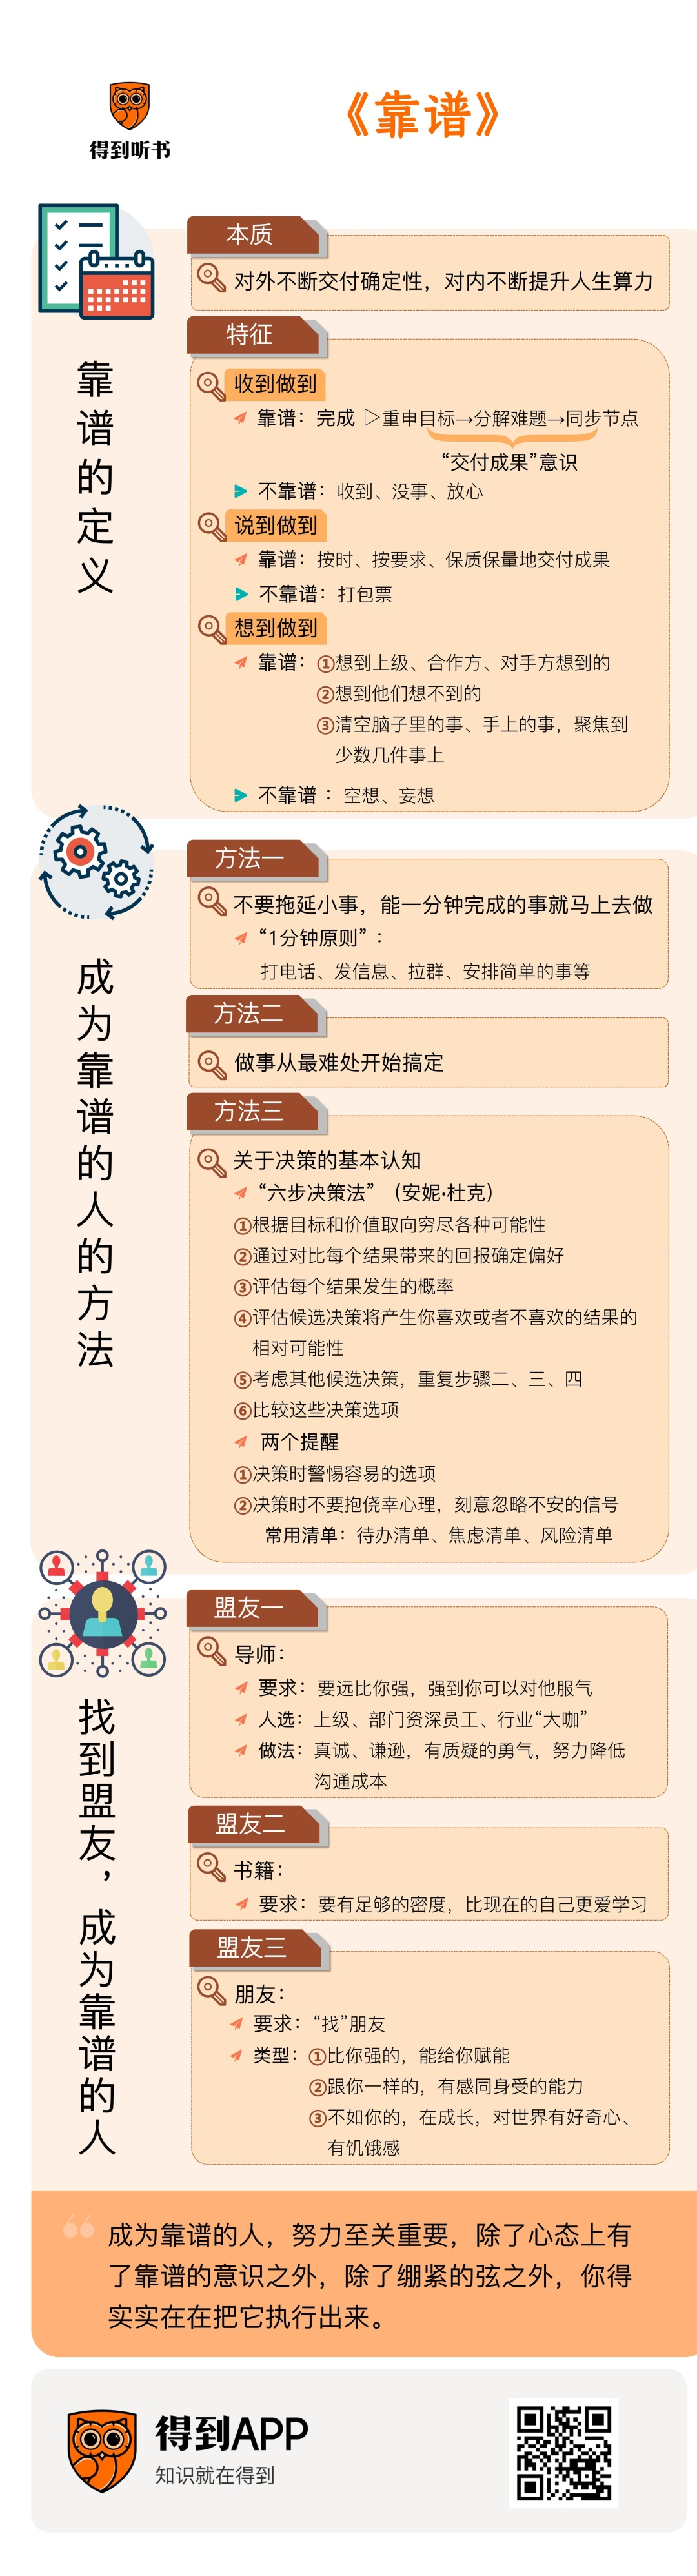 得到听书
《靠谱》
靠谱的定义
本质
对外不断交付确定性，对内不断提升人生算力
特征
收到做到
靠谱：完成 ▷重申目标→分解难题→同步节点
“交付成果”意识
不靠谱：收到、没事、放心
说到做到
靠谱：按时、按要求、保质保量地交付成果
不靠谱：打包票
想到做到
靠谱：①想到上级、合作方、对手方想到的
②想到他们想不到的
③清空脑子里的事、手上的事，聚焦到
少数几件事上
不靠谱 ：空想、妄想
成为靠谱的人的方法
方法一
不要拖延小事，能一分钟完成的事就马上去做
“1分钟原则” ：
打电话、发信息、拉群、安排简单的事等
方法二
做事从最难处开始搞定
方法三
关于决策的基本认知
“六步决策法” （安妮·杜克）
①根据目标和价值取向穷尽各种可能性
②通过对比每个结果带来的回报确定偏好
③评估每个结果发生的概率
④评估候选决策将产生你喜欢或者不喜欢的结果的
相对可能性
⑤考虑其他候选决策，重复步骤二、三、四
⑥比较这些决策选项
两个提醒
①决策时警惕容易的选项
②决策时不要抱侥幸心理，刻意忽略不安的信号
常用清单：待办清单、焦虑清单、风险清单
找到盟友，成为靠谱的人
盟友一
导师：
要求：要远比你强，强到你可以对他服气
人选：上级、部门资深员工、行业“大咖”
做法：真诚、谦逊，有质疑的勇气，努力降低
沟通成本
盟友二
书籍：
要求：要有足够的密度，比现在的自己更爱学习
盟友三
朋友：
要求：“找”朋友
类型：①比你强的，能给你赋能
②跟你一样的，有感同身受的能力
③不如你的，在成长，对世界有好奇心、
有饥饿感
“ 成为靠谱的人，努力至关重要，除了心态上有
了靠谱的意识之外，除了绷紧的弦之外，你得
实实在在把它执行出来。
得到APP
知识就在得到